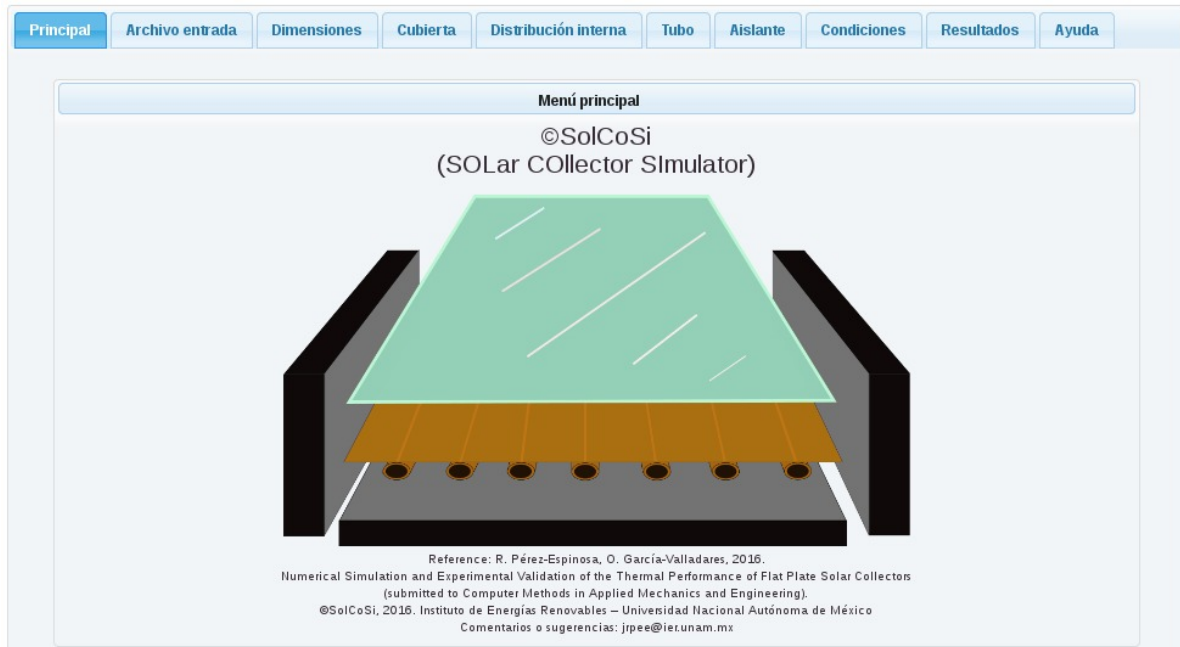 Principal
Archivo entrada
Dimensiones
Cubierta
Distribución interna
Tubo
Aislante
Condiciones
Resultados
Ayuda
Menú principal
©SolCoSi
(SOLar COllector SImulator)
Reference: R. Pérez-Espinosa, O. García-Valladares, 2016.
Numerical Simulation and Experimental Validation of the Thermal Performance of Flat Plate Solar Collectors
(submitted to Computer Methods in Applied Mechanics and Engineering).
©SolCoSi, 2016. Instituto de Energías Renovables – Universidad Nacional Autónoma de México
Comentarios o sugerencias: jrpee@ier.unam.mx